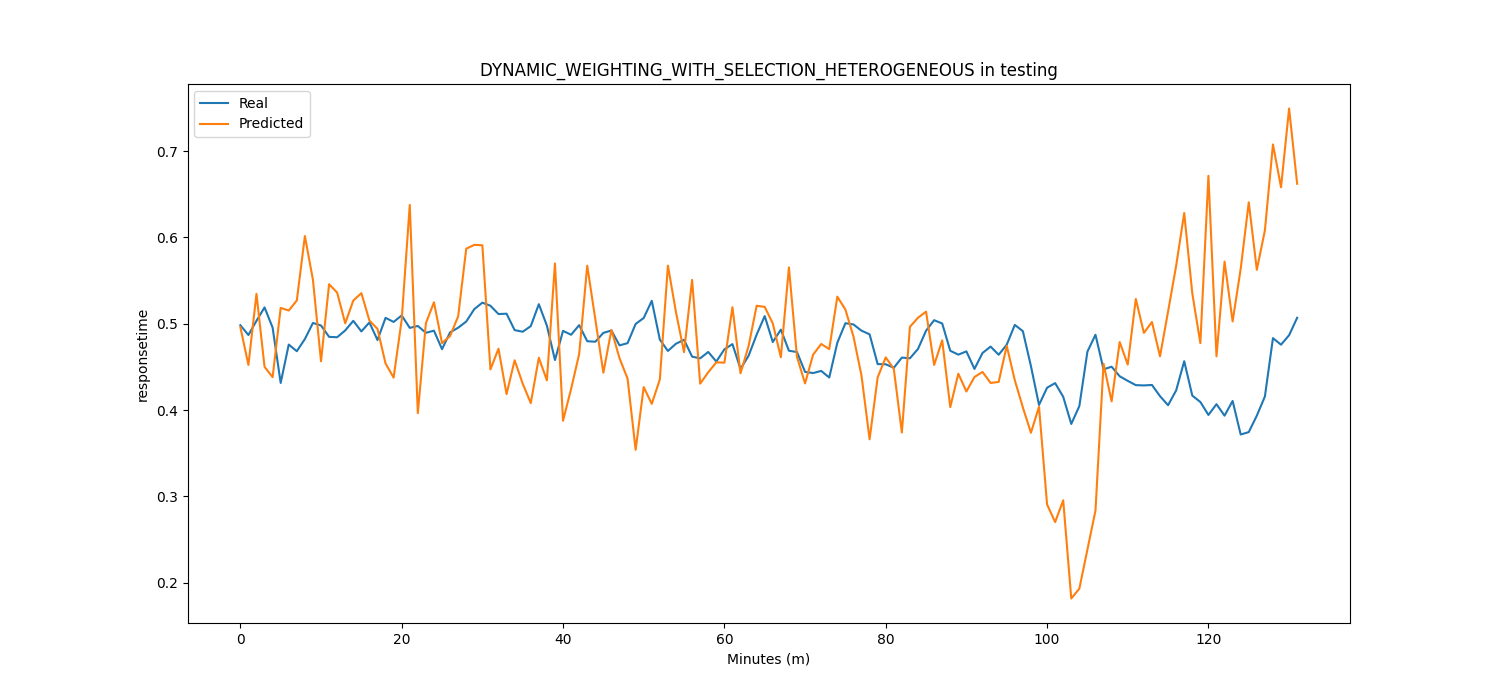 DYNAMIC_WEIGHTING_WITH_SELECTION_HETEROGENEOUS in testing
Real
Predicted
0.7
0.6
0.5
0.4
0.3
0.2
responsetime
0 20 40 60 80 100 120
Minutes (m)